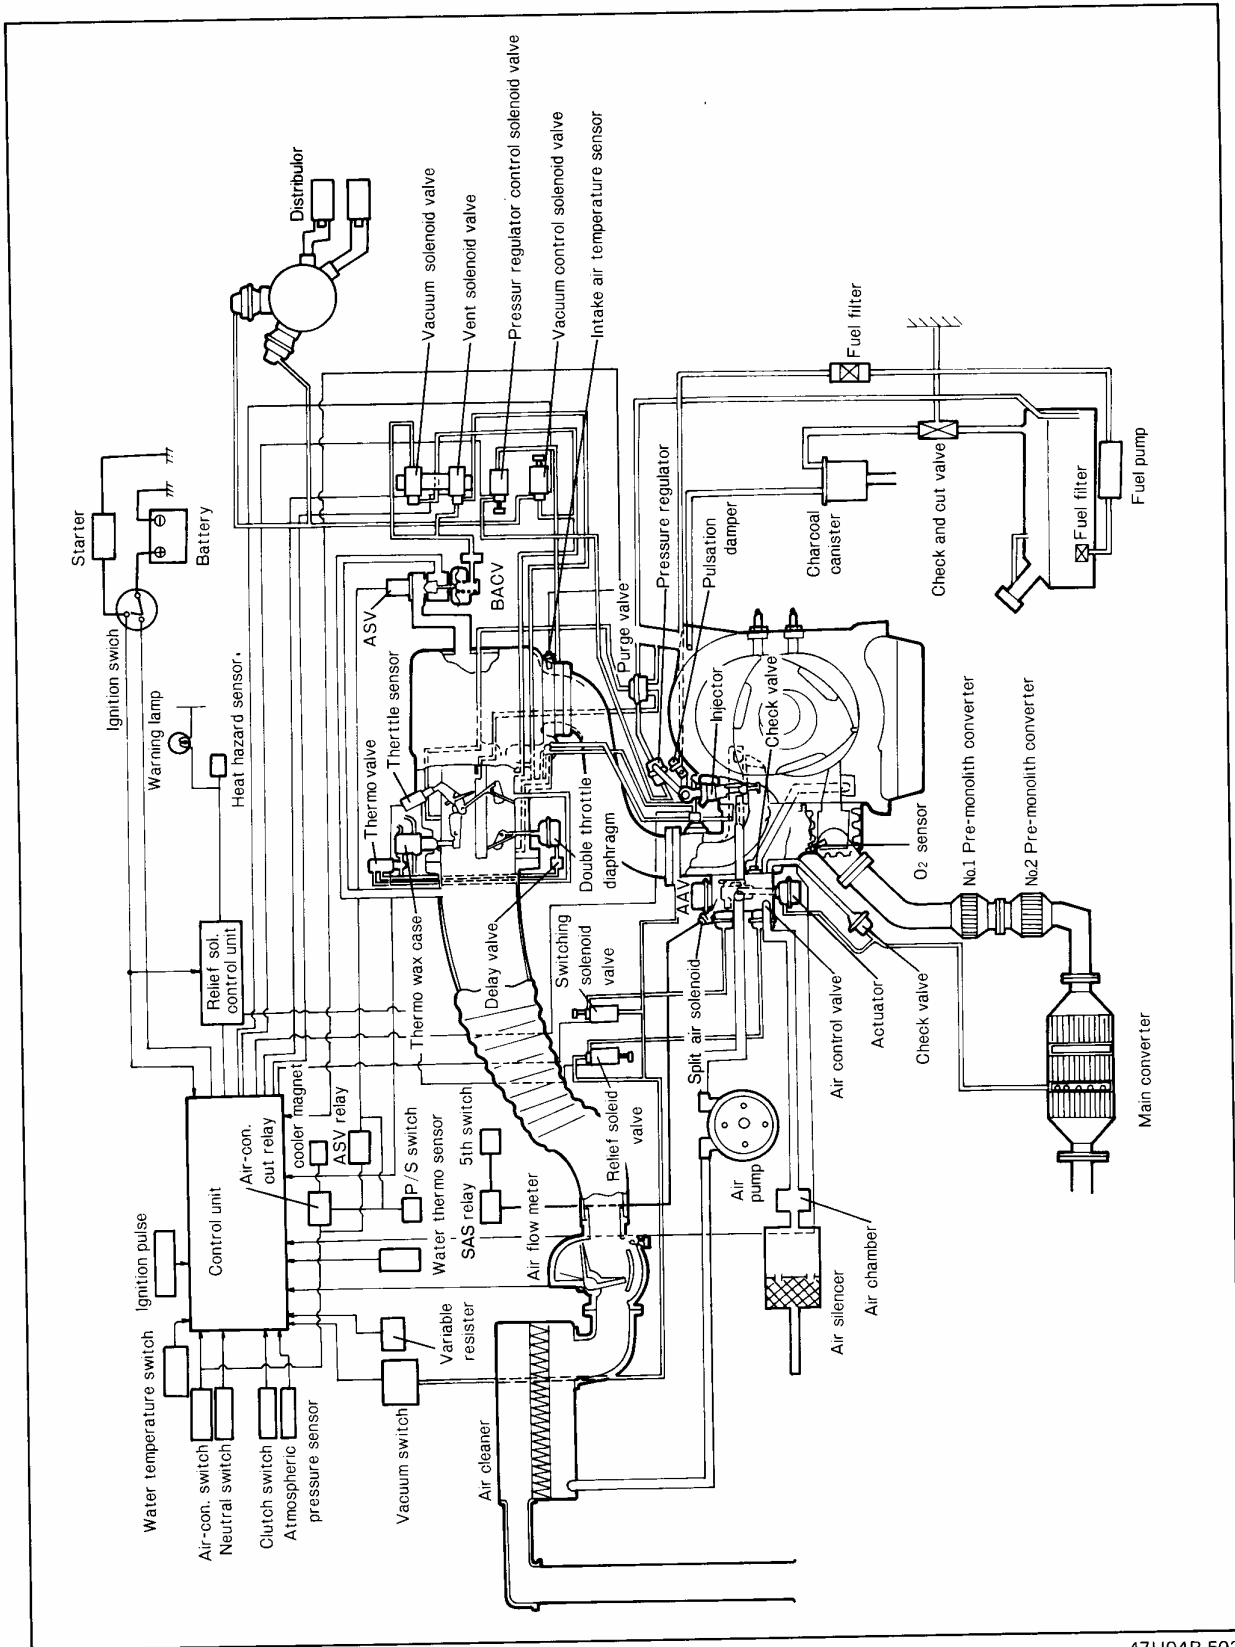 Starter
Distribulor
Ignition swich
Battery
Warning lamp
Heat hazard sensor.
Vacuum solenoid valve
Vent solenoid valve
Pressur regulator control solenoid valve
Vacuum control solenoid valve
Intake air temperature sensor
ASV
BACV
Thermo valve
Therttle sensor
Relief sol.
control unit
Thermo wax case
Delay valve
Double throttle
diaphragm
Purge valve
Pressure regulator
Pulsation
damper
Injector
Check valve
Fuel filter
Charcoal
canister
Check and cut valve
Fuel filter
Fuel pump
O2 sensor
No.1 Pre-monolith converter
No.2 Pre-monolith converter
Main converter
Ignition pulse
Control unit
Air-con.
cut relay
cooler magnet
ASV relay
P/S switch
Water thermo sensor
SAS relay
5th switch
Air flow meter
Switching
solenoid
valve
AAV
Split air solenoid
Relief soleid
valve
Air control valve
Actuator
Check valve
Air
pump
Air chamber
Air silencer
Water temperature switch
Air-con. switch
Neutral switch
Clutch switch
Atmospheric
pressure sensor
Variable
resister
Vacuum switch
Air cleaner